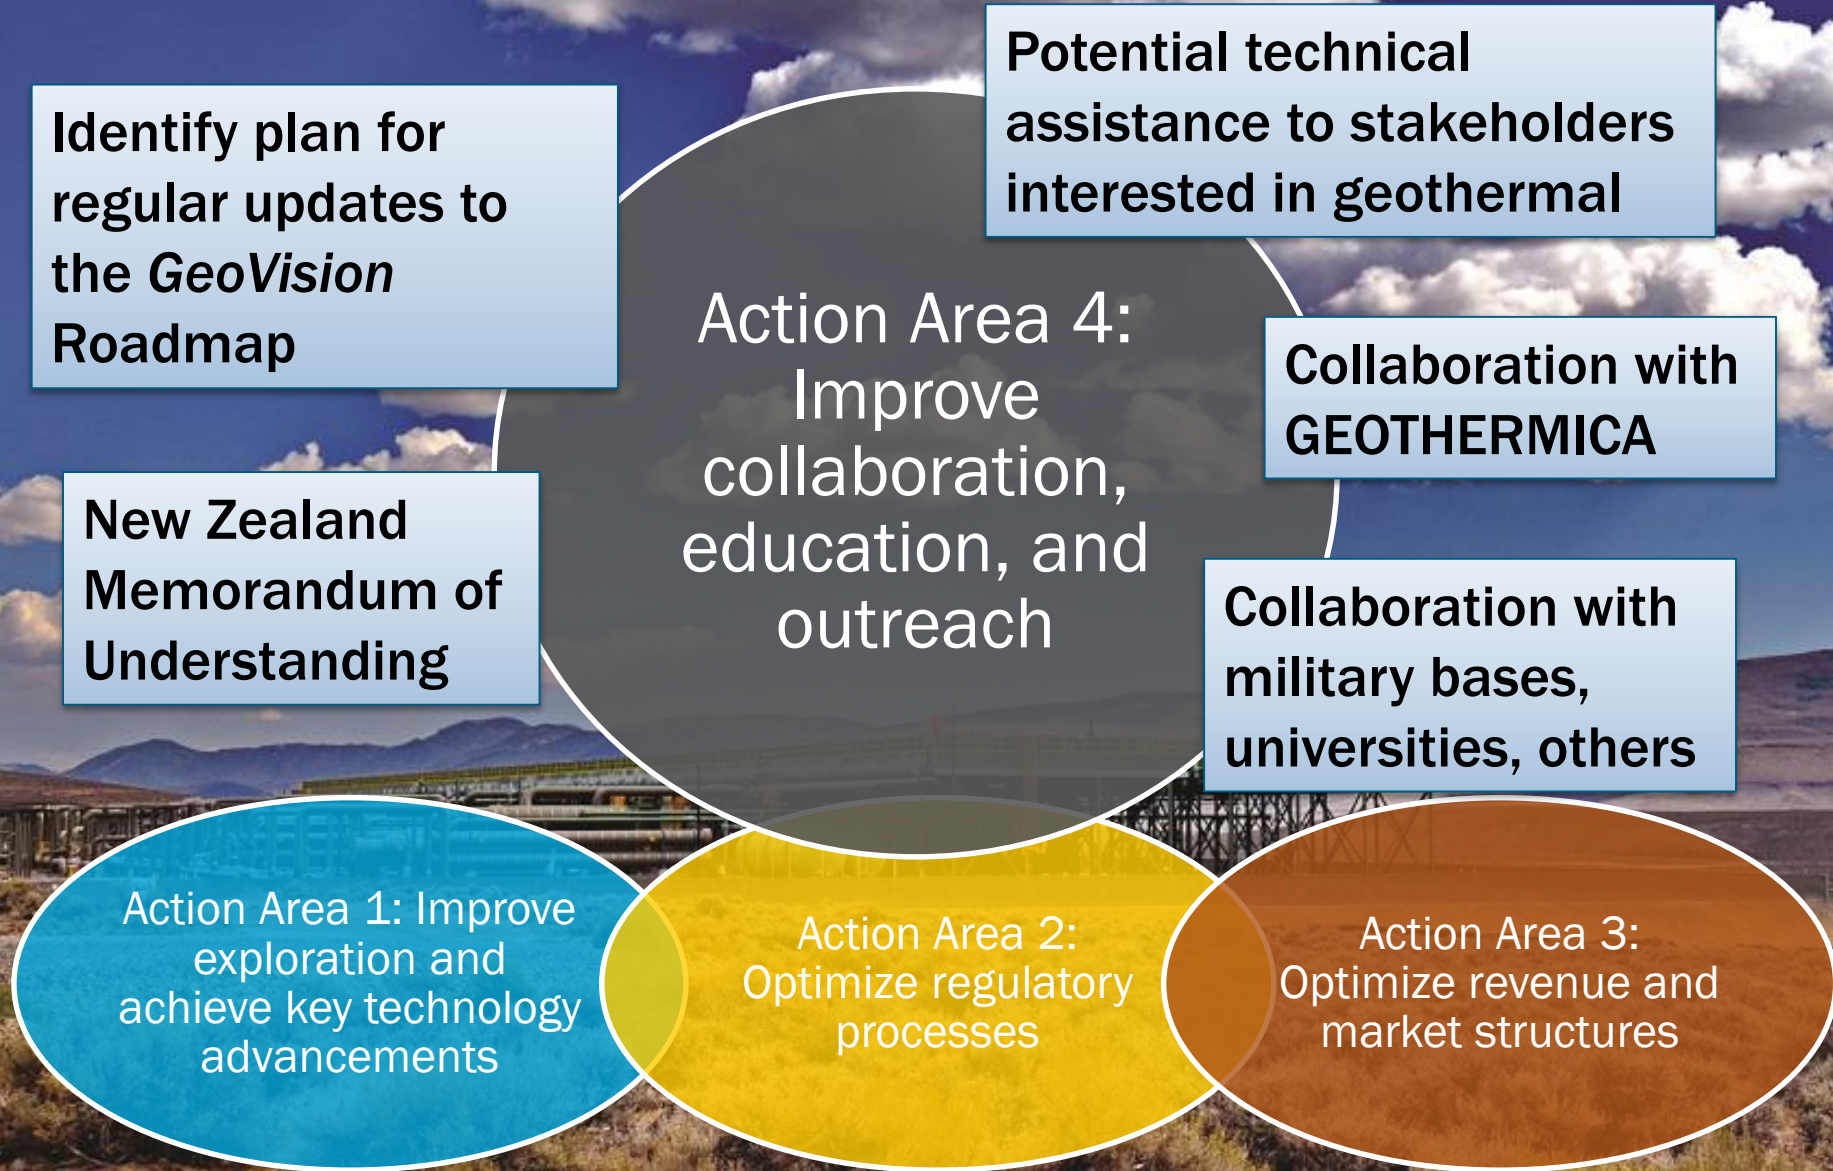 Identify plan for
regular updates to
the GeoVision
Roadmap
Potential technical
assistance to stakeholders
interested in geothermal
Action Area 4:
Improve
collaboration,
education, and
outreach
Collaboration with
GEOTHERMICA
New Zealand
Memorandum of
Understanding
Collaboration with
military bases,
universities, others
Action Area 1: Improve
exploration and
achieve key technology
advancements
Action Area 2:
Optimize regulatory
processes
Action Area 3:
Optimize revenue and
market structures